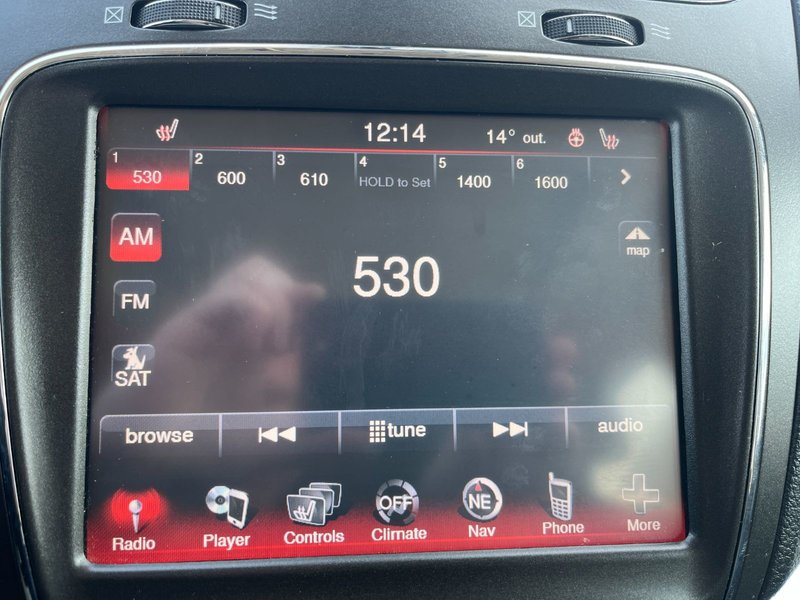 12:14 14° out.
1 2 3 4 5 6
530 600 610 HOLD to Set 1400 1600
AM
map
530
FM
SAT
browse tune audio
OFF NE
Radio Player Controls Climate Nav Phone More